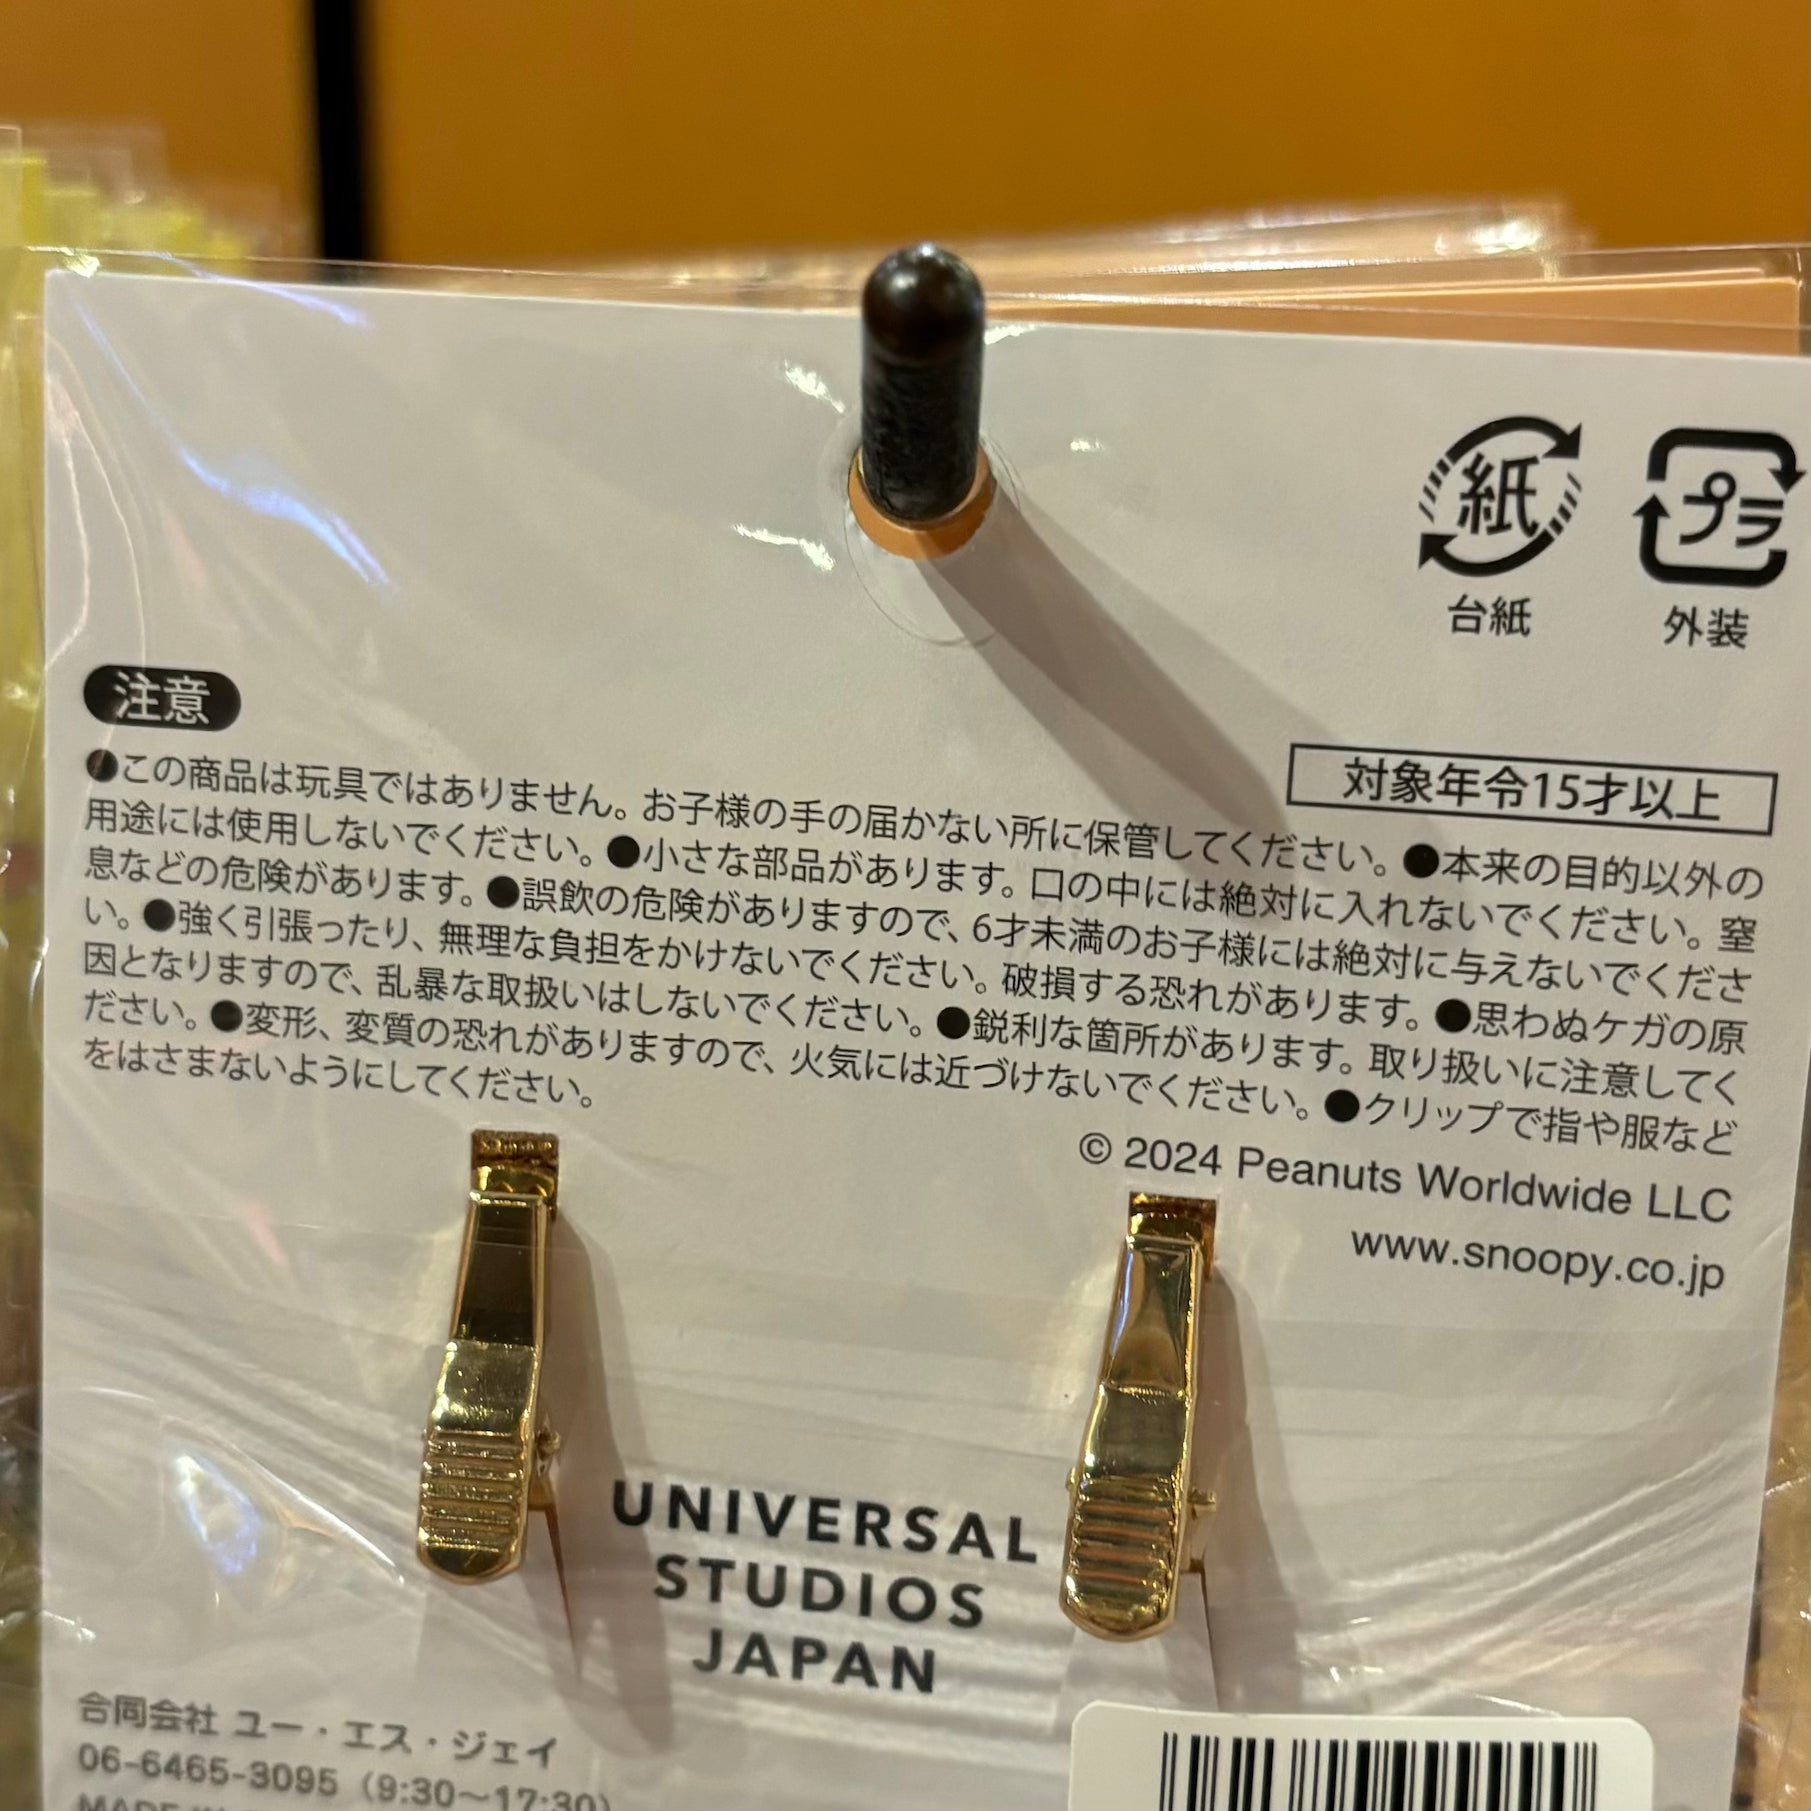 紙
プラ
台紙
外装
注意
対象年令15才以上
●この商品は玩具ではありません。お子様の手の届かない所に保管してください。●本来の目的以外の
用途には使用しないでください。●小さな部品があります。口の中には絶対に入れないでください。窒
息などの危険があります。●誤飲の危険がありますので、6才未満のお子様には絶対に与えないでくださ
い。●強く引張ったり、無理な負担をかけないでください。破損する恐れがあります。●思わぬケガの原
因となりますので、乱暴な取扱いはしないでください。●鋭利な箇所があります。取り扱いに注意してく
ださい。●変形、変質の恐れがありますので、火気には近づけないでください。●クリップで指や服など
をはさまないようにしてください。
© 2024 Peanuts Worldwide LLC
www.snoopy.co.jp
UNIVERSAL
STUDIOS
JAPAN
合同会社 ユー・エス・ジェイ
06-6465-3095（9:30〜17:30）
MADE IN